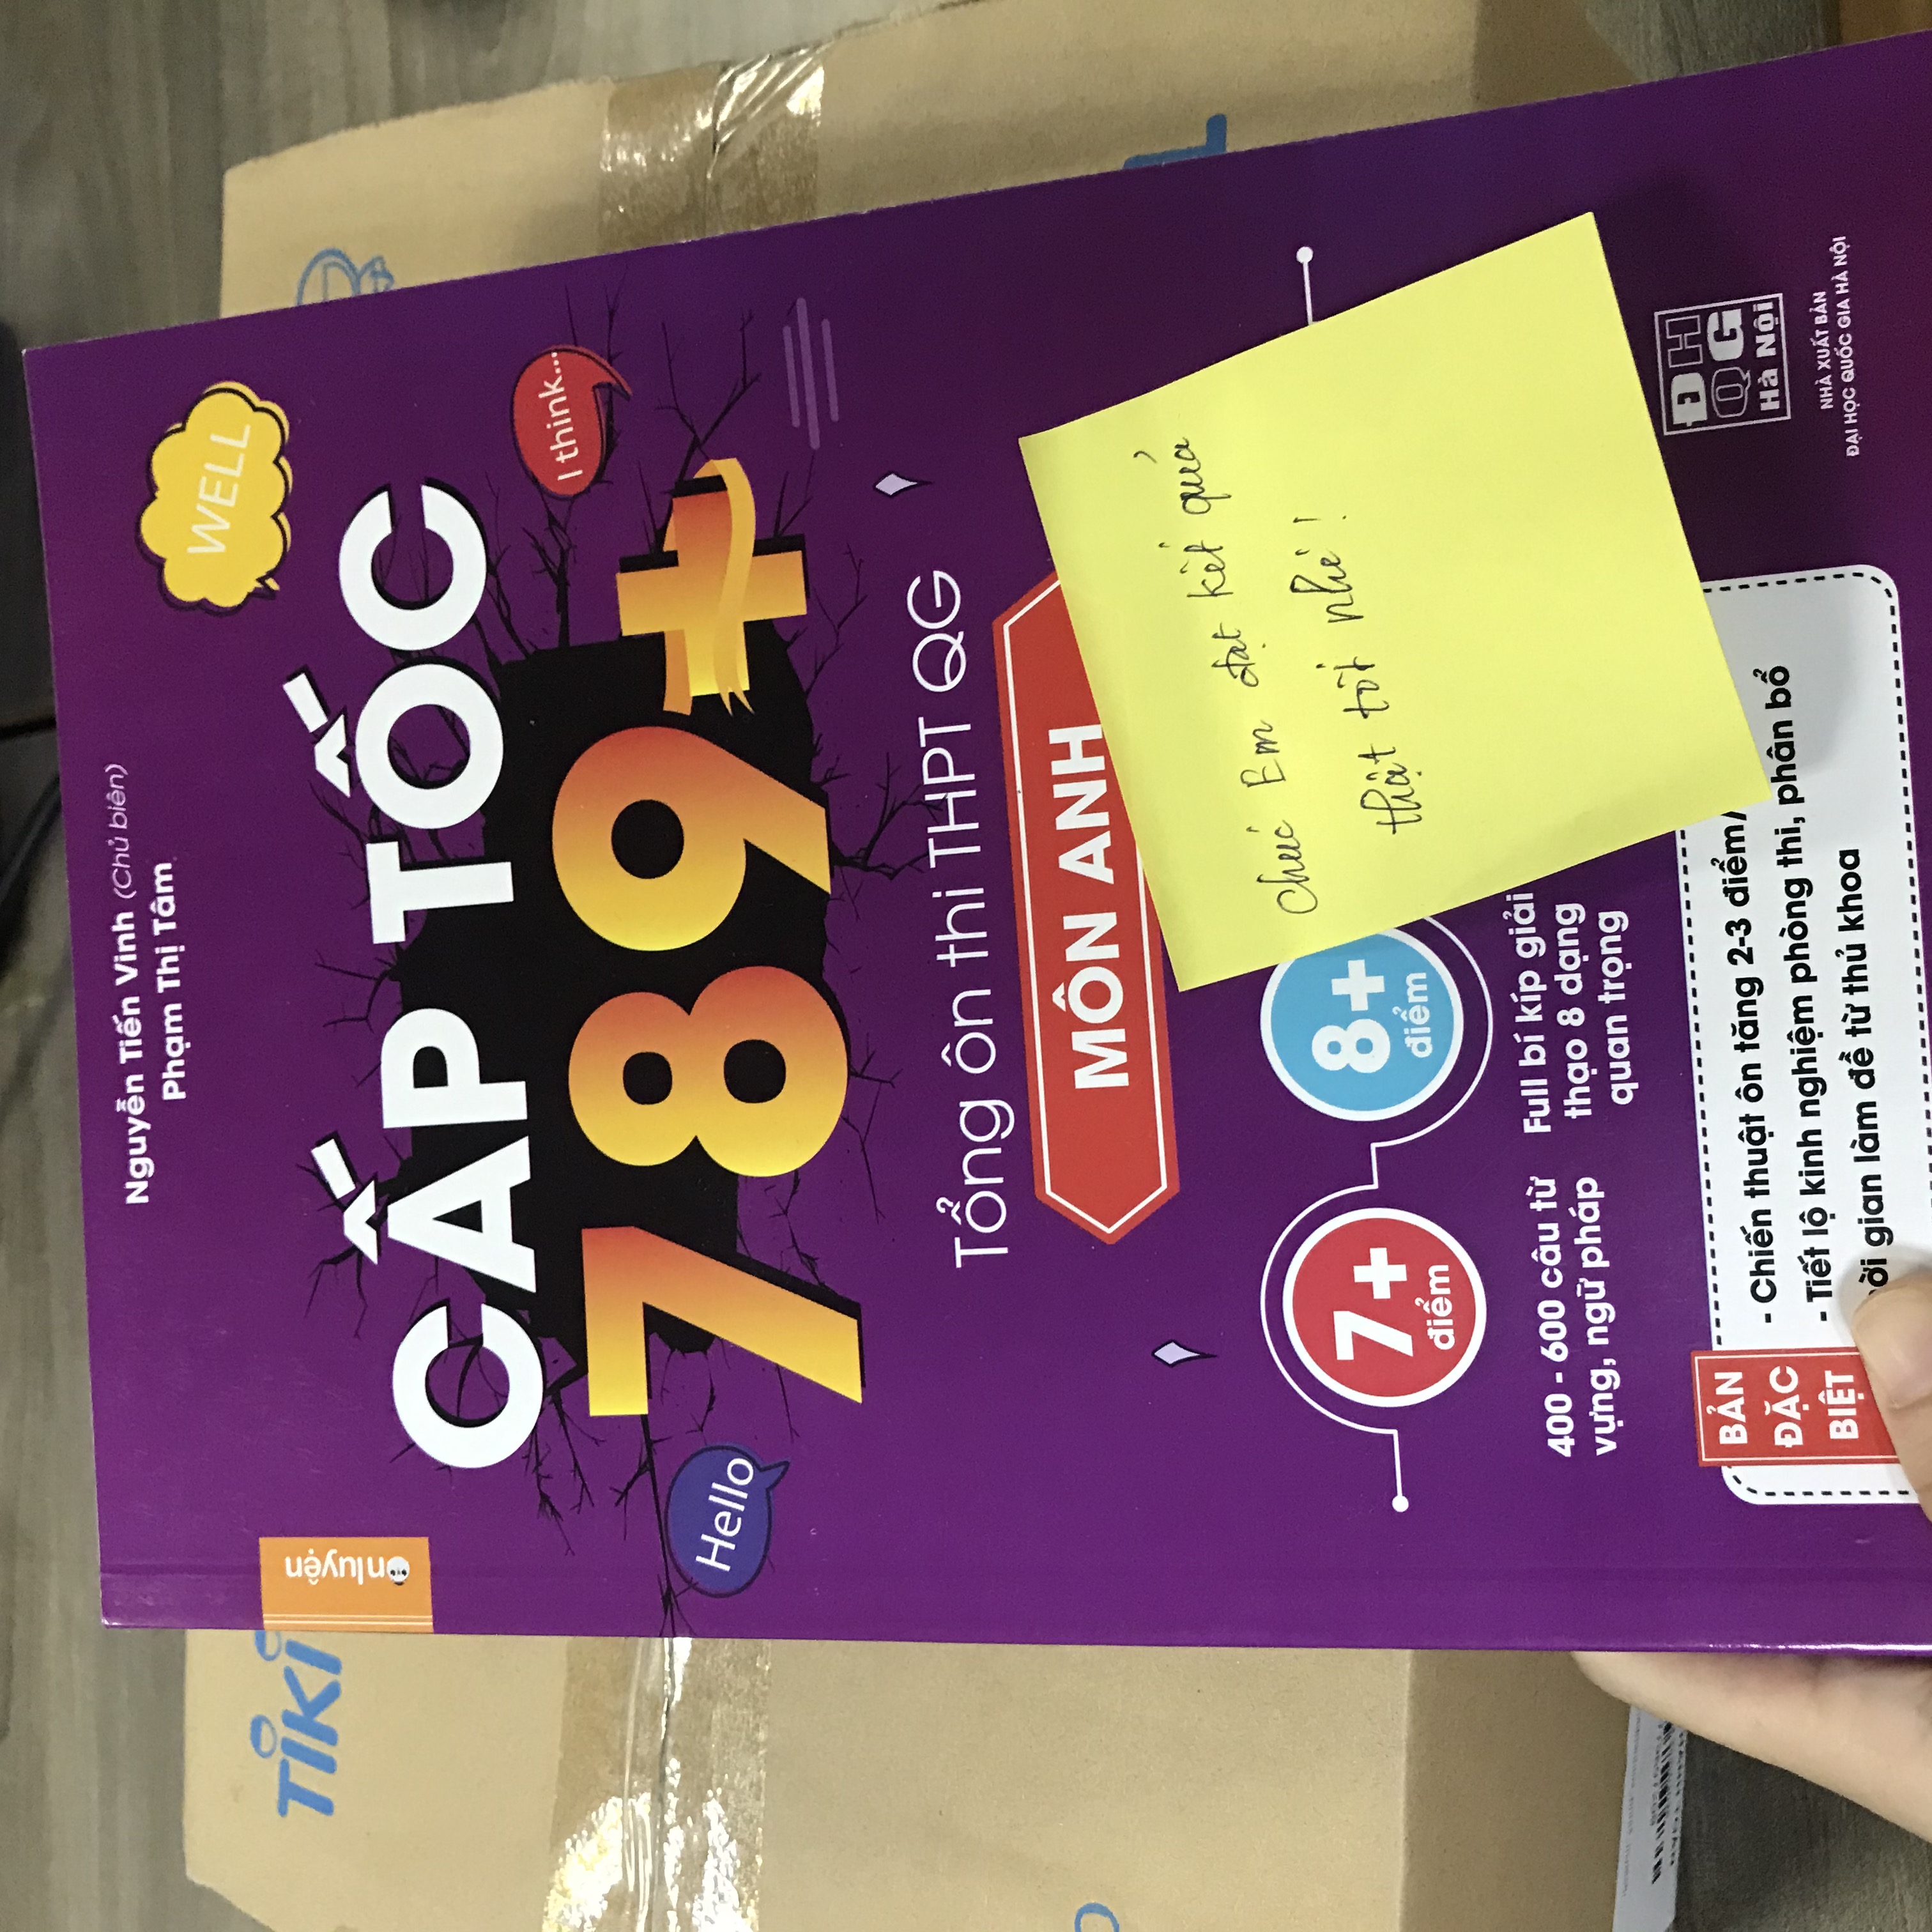 Nguyễn Tiến Vinh (Chủ biên)
Phạm Thị Tâm
WELL
onluyện
CẤP TỐC
789+
I think...
Hello
Tổng ôn thi THPT QG
MÔN ANH
chúc Em đạt kết quả
thật tốt nhé!
7+
điểm
8+
điểm
400 - 600 câu từ
vựng, ngữ pháp
Full bí kíp giải
thạo 8 dạng
quan trọng
BẢN
ĐẶC
BIỆT
- Chiến thuật ôn tăng 2-3 điểm/
- Tiết lộ kinh nghiệm phòng thi, phân bổ
gian làm đề từ thủ khoa
ĐH
QG
Hà Nội
NHÀ XUẤT BẢN
ĐẠI HỌC QUỐC GIA HÀ NỘI
TIKI